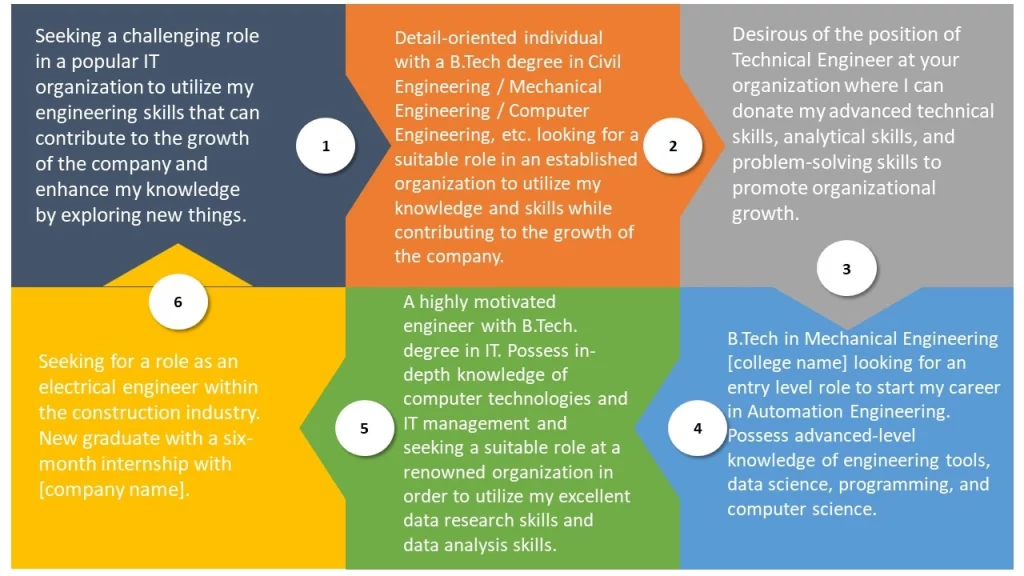 Seeking a challenging role
in a popular IT
organization to utilize my
engineering skills that can
contribute to the growth
of the company and
enhance my knowledge
by exploring new things.
1
Detail-oriented individual
with a B.Tech degree in Civil
Engineering / Mechanical
Engineering / Computer
Engineering, etc. looking for a
suitable role in an established
organization to utilize my
knowledge and skills while
contributing to the growth of
the company.
2
Desirous of the position of
Technical Engineer at your
organization where I can
donate my advanced technical
skills, analytical skills, and
problem-solving skills to
promote organizational
growth.
3
B.Tech in Mechanical Engineering
[college name] looking for an
entry level role to start my career
in Automation Engineering.
Possess advanced-level
knowledge of engineering tools,
data science, programming, and
computer science.
4
A highly motivated
engineer with B.Tech.
degree in IT. Possess in-
depth knowledge of
computer technologies and
IT management and
seeking a suitable role at a
renowned organization in
order to utilize my excellent
data research skills and
data analysis skills.
5
Seeking for a role as an
electrical engineer within
the construction industry.
New graduate with a six-
month internship with
[company name].
6